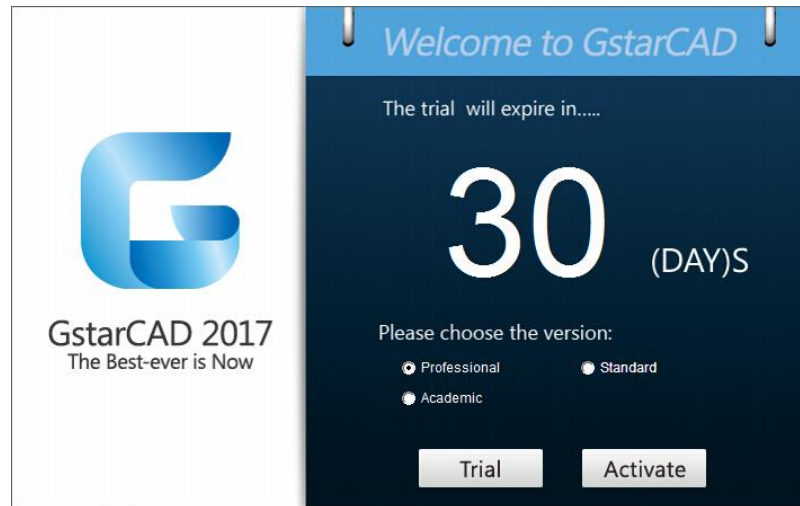 Welcome to GstarCAD
The trial will expire in.....
30 (DAY)S
GstarCAD 2017
The Best-ever is Now
Please choose the version:
Professional Standard
Academic
Trial Activate